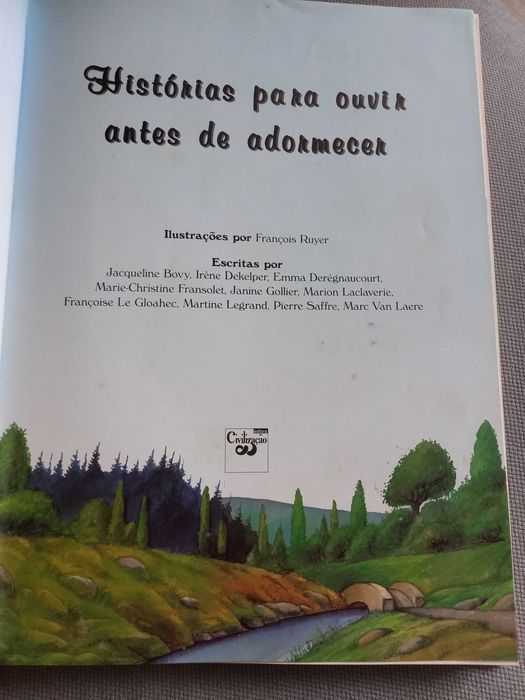 Histórias para ouvir
antes de adormecer
Ilustrações por François Ruyer
Escritas por
Jacqueline Bovy, Irène Dekelper, Emma Derégnaucourt,
Marie-Christine Fransolet, Janine Gollier, Marion Laclaverie,
Françoise Le Gloahec, Martine Legrand, Pierre Saffre, Marc Van Laere
editora
Civilização